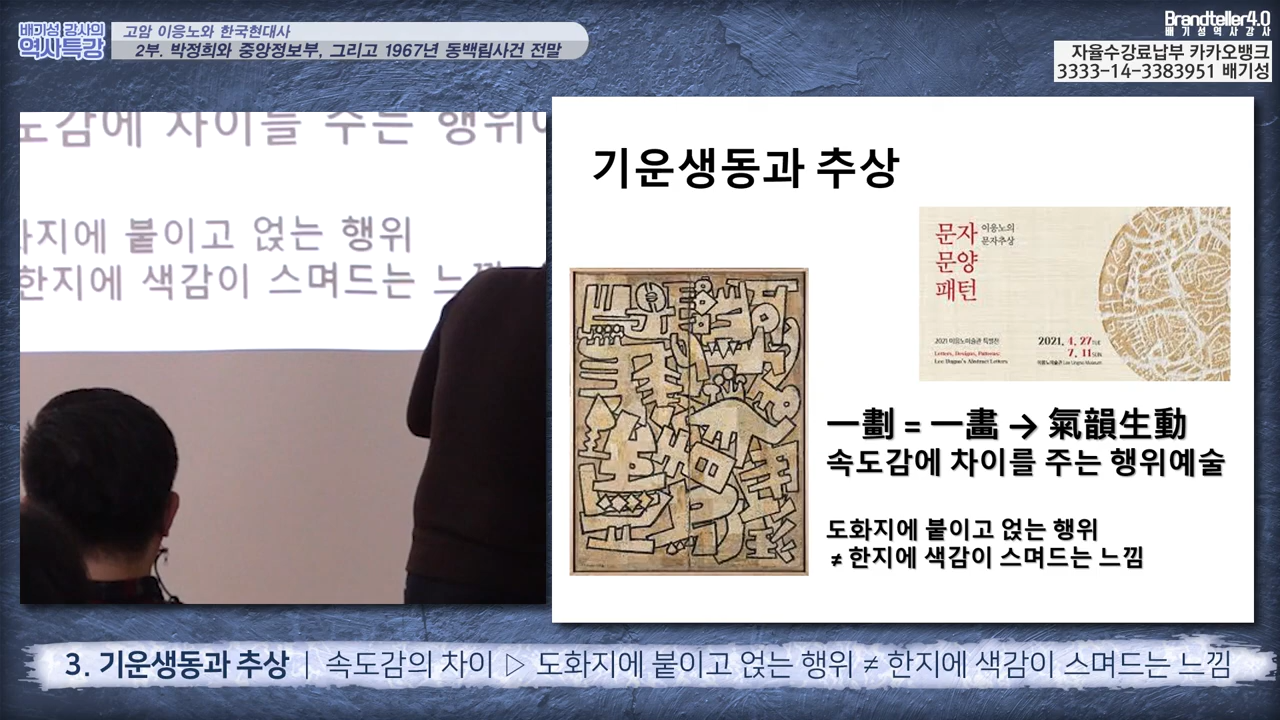 배기성 강사의
역사특강
고암 이응노와 한국현대사
2부. 박정희와 중앙정보부, 그리고 1967년 동백림사건 전말
Brandteller4.0
배기성역사강사
자율수강료납부 카카오뱅크
3333-14-3383951 배기성
도감에 차이를 주는 행위
지에 붙이고 얹는 행위
한지에 색감이 스며드는 느낌
기운생동과 추상
문자
문양
패턴
이응노의
문자추상
2021 이응노미술관 특별전
Letters, Designs, Patterns:
Lee Ungno's Abstract Letters
2021. 4. 27 TUE
7. 11 SUN
이응노미술관 Lee Ungno Museum
一劃 = 一畵 → 氣韻生動
속도감에 차이를 주는 행위예술
도화지에 붙이고 얹는 행위
≠ 한지에 색감이 스며드는 느낌
3. 기운생동과 추상 | 속도감의 차이 ▷ 도화지에 붙이고 얹는 행위 ≠ 한지에 색감이 스며드는 느낌